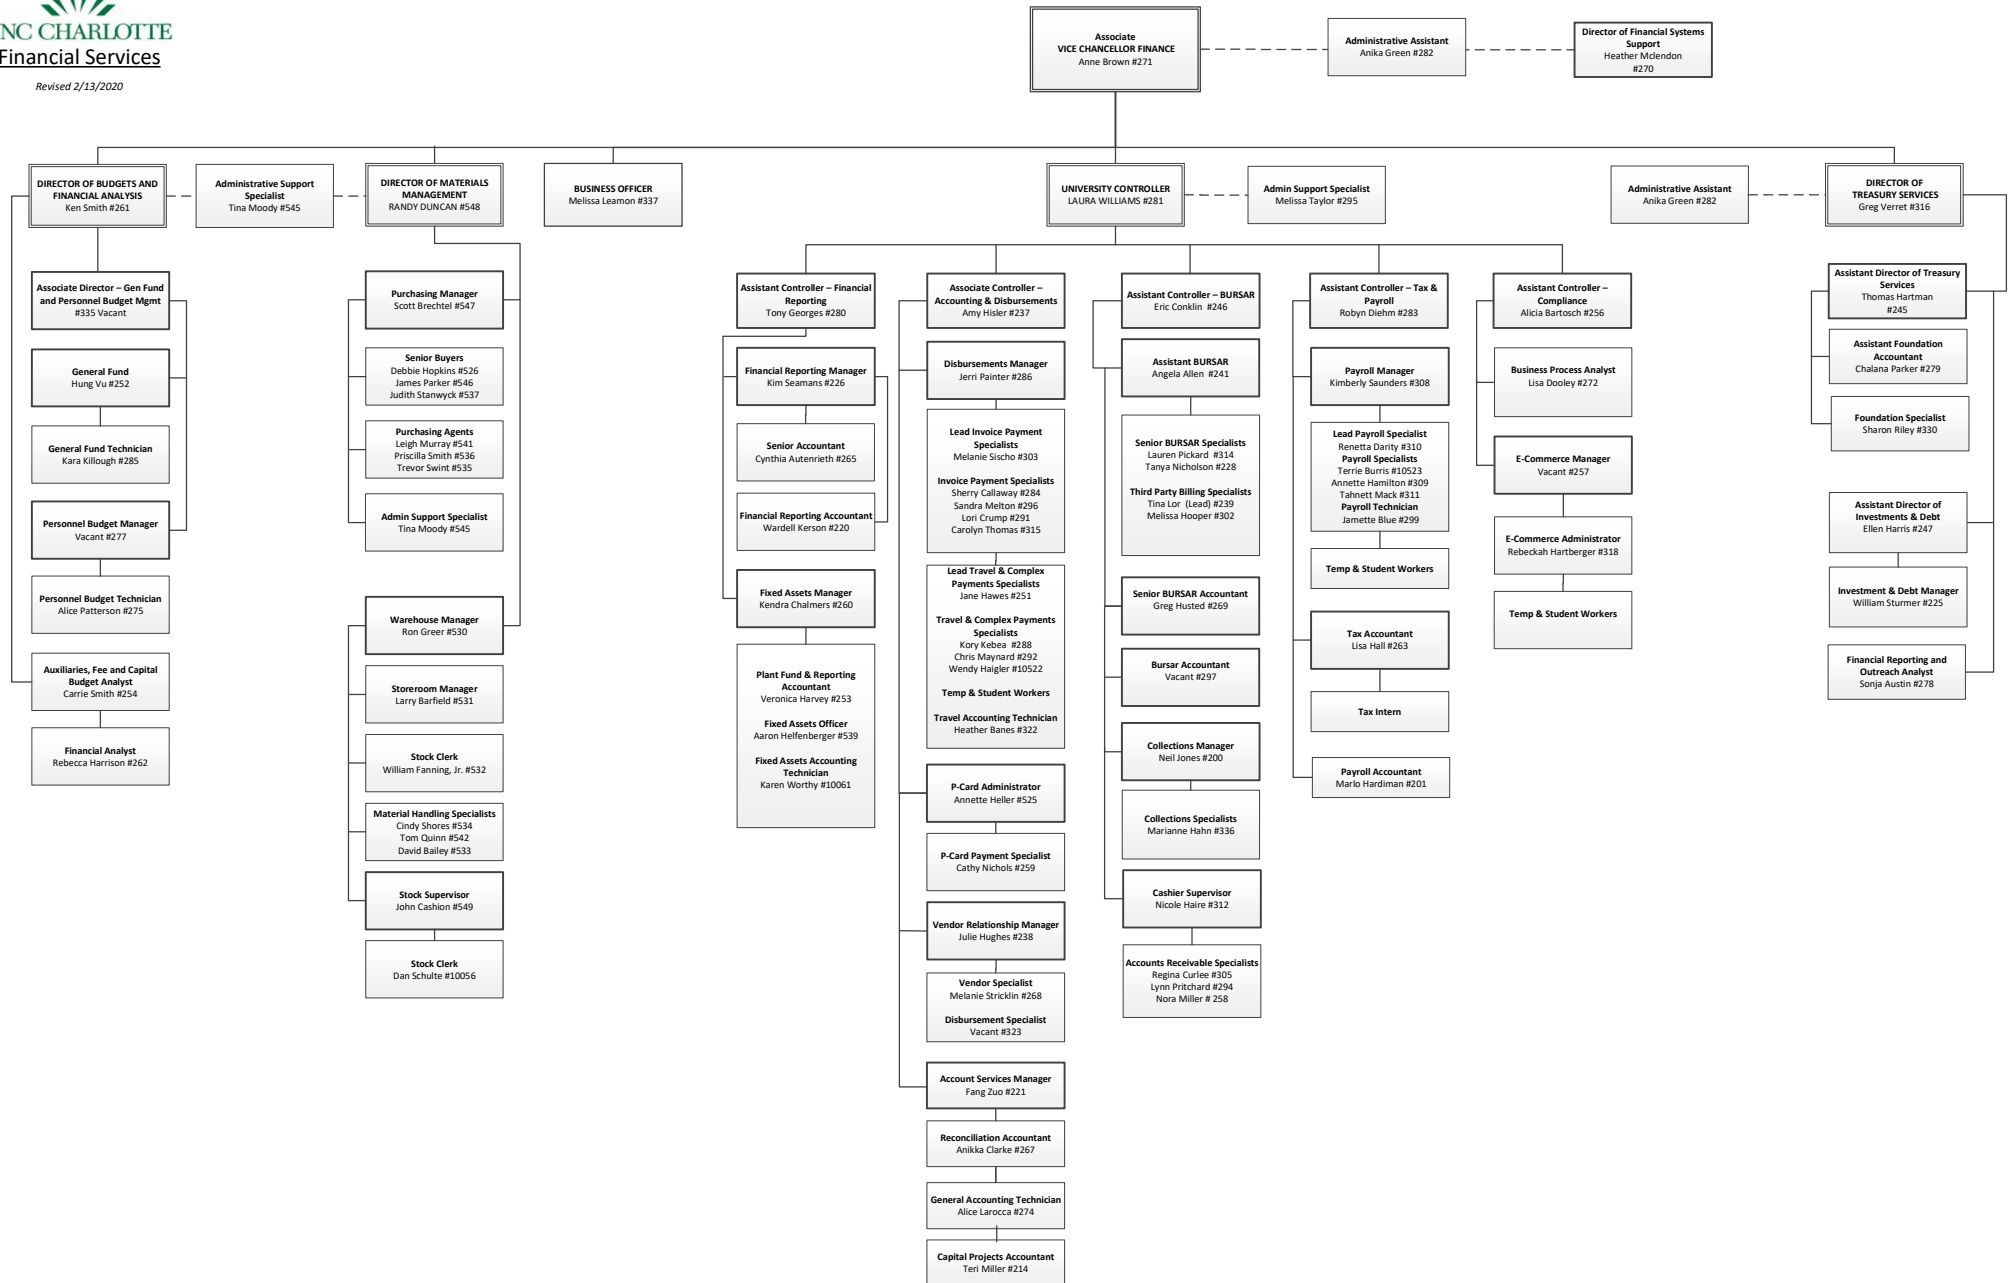 NC CHARLOTTE
Financial Services
Revised 2/13/2020
Associate
VICE CHANCELLOR FINANCE
Anne Brown #271
Administrative Assistant
Anika Green #282
Director of Financial Systems
Support
Heather Mclendon
#270
DIRECTOR OF BUDGETS AND
FINANCIAL ANALYSIS
Ken Smith #261
Administrative Support
Specialist
Tina Moody #545
DIRECTOR OF MATERIALS
MANAGEMENT
RANDY DUNCAN #548
BUSINESS OFFICER
Melissa Leamon #337
UNIVERSITY CONTROLLER
LAURA WILLIAMS #281
Admin Support Specialist
Melissa Taylor #295
Administrative Assistant
Anika Green #282
DIRECTOR OF
TREASURY SERVICES
Greg Verret #316
Associate Director – Gen Fund
and Personnel Budget Mgmt
#335 Vacant
General Fund
Hung Vu #252
General Fund Technician
Kara Killough #285
Personnel Budget Manager
Vacant #277
Personnel Budget Technician
Alice Patterson #275
Auxiliaries, Fee and Capital
Budget Analyst
Carrie Smith #254
Financial Analyst
Rebecca Harrison #262
Purchasing Manager
Scott Brechtel #547
Senior Buyers
Debbie Hopkins #526
James Parker #546
Judith Stanwyck #537
Purchasing Agents
Leigh Murray #541
Priscilla Smith #536
Trevor Swint #535
Admin Support Specialist
Tina Moody #545
Warehouse Manager
Ron Greer #530
Storeroom Manager
Larry Barfield #531
Stock Clerk
William Fanning, Jr. #532
Material Handling Specialists
Cindy Shores #534
Tom Quinn #542
David Bailey #533
Stock Supervisor
John Cashion #549
Stock Clerk
Dan Schulte #10056
Assistant Controller – Financial
Reporting
Tony Georges #280
Financial Reporting Manager
Kim Seamans #226
Senior Accountant
Cynthia Autenrieth #265
Financial Reporting Accountant
Wardell Kerson #220
Fixed Assets Manager
Kendra Chalmers #260
Plant Fund & Reporting
Accountant
Veronica Harvey #253
Fixed Assets Officer
Aaron Helfenberger #539
Fixed Assets Accounting
Technician
Karen Worthy #10061
Associate Controller –
Accounting & Disbursements
Amy Hisler #237
Disbursements Manager
Jerri Painter #286
Lead Invoice Payment
Specialists
Melanie Sischo #303
Invoice Payment Specialists
Sherry Callaway #284
Sandra Melton #296
Lori Crump #291
Carolyn Thomas #315
Lead Travel & Complex
Payments Specialists
Jane Hawes #251
Travel & Complex Payments
Specialists
Kory Kebea #288
Chris Maynard #292
Wendy Haigler #10522
Temp & Student Workers
Travel Accounting Technician
Heather Banes #322
P-Card Administrator
Annette Heller #525
P-Card Payment Specialist
Cathy Nichols #259
Vendor Relationship Manager
Julie Hughes #238
Vendor Specialist
Melanie Stricklin #268
Disbursement Specialist
Vacant #323
Account Services Manager
Fang Zuo #221
Reconciliation Accountant
Anikka Clarke #267
General Accounting Technician
Alice Larocca #274
Capital Projects Accountant
Teri Miller #214
Assistant Controller – BURSAR
Eric Conklin #246
Assistant BURSAR
Angela Allen #241
Senior BURSAR Specialists
Lauren Pickard #314
Tanya Nicholson #228
Third Party Billing Specialists
Tina Lor (Lead) #239
Melissa Hooper #302
Senior BURSAR Accountant
Greg Husted #269
Bursar Accountant
Vacant #297
Collections Manager
Neil Jones #200
Collections Specialists
Marianne Hahn #336
Cashier Supervisor
Nicole Haire #312
Accounts Receivable Specialists
Regina Curlee #305
Lynn Pritchard #294
Nora Miller # 258
Assistant Controller – Tax &
Payroll
Robyn Diehm #283
Payroll Manager
Kimberly Saunders #308
Lead Payroll Specialist
Renetta Darity #310
Payroll Specialists
Terrie Burris #10523
Annette Hamilton #309
Tahnett Mack #311
Payroll Technician
Jamette Blue #299
Temp & Student Workers
Tax Accountant
Lisa Hall #263
Tax Intern
Payroll Accountant
Marlo Hardiman #201
Assistant Controller –
Compliance
Alicia Bartosch #256
Business Process Analyst
Lisa Dooley #272
E-Commerce Manager
Vacant #257
E-Commerce Administrator
Rebeckah Hartberger #318
Temp & Student Workers
Assistant Director of Treasury
Services
Thomas Hartman
#245
Assistant Foundation
Accountant
Chalana Parker #279
Foundation Specialist
Sharon Riley #330
Assistant Director of
Investments & Debt
Ellen Harris #247
Investment & Debt Manager
William Sturmer #225
Financial Reporting and
Outreach Analyst
Sonja Austin #278